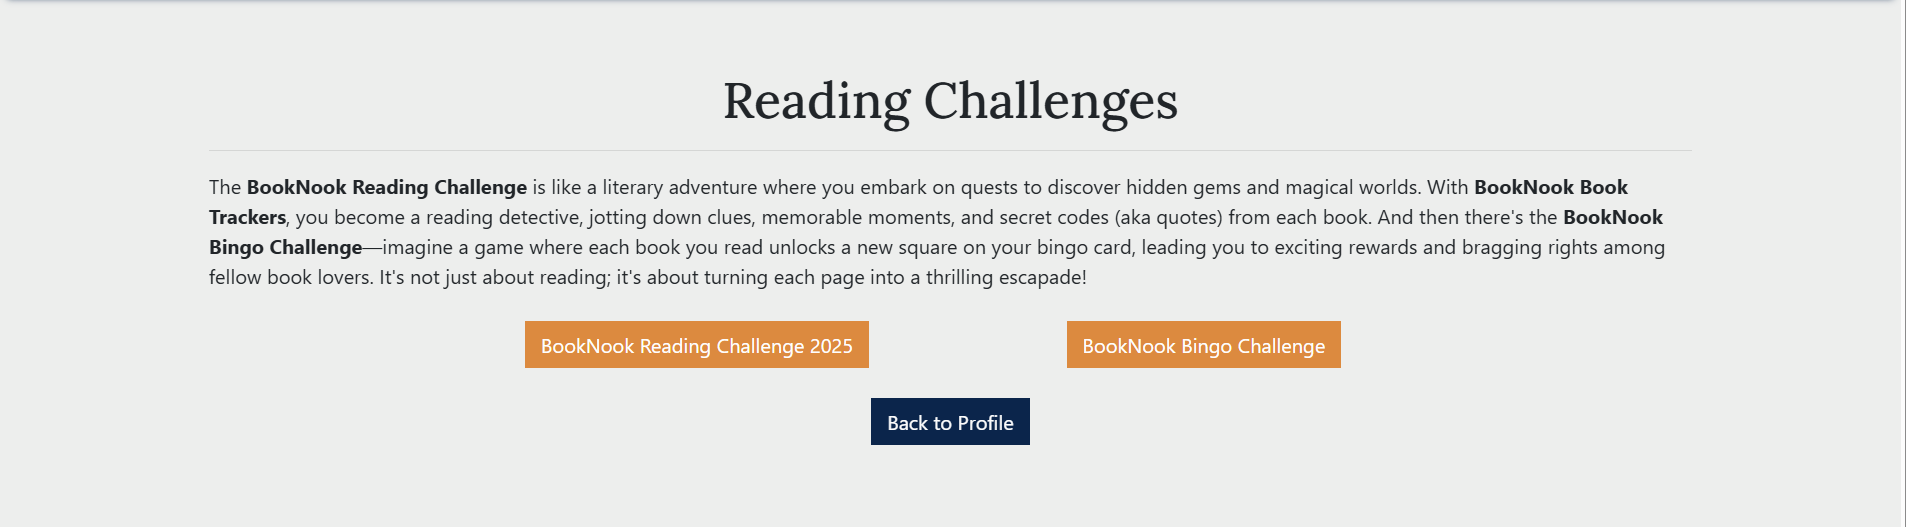 Reading Challenges
The BookNook Reading Challenge is like a literary adventure where you embark on quests to discover hidden gems and magical worlds. With BookNook Book
Trackers, you become a reading detective, jotting down clues, memorable moments, and secret codes (aka quotes) from each book. And then there's the BookNook
Bingo Challenge—imagine a game where each book you read unlocks a new square on your bingo card, leading you to exciting rewards and bragging rights among
fellow book lovers. It's not just about reading; it's about turning each page into a thrilling escapade!
BookNook Reading Challenge 2025
BookNook Bingo Challenge
Back to Profile